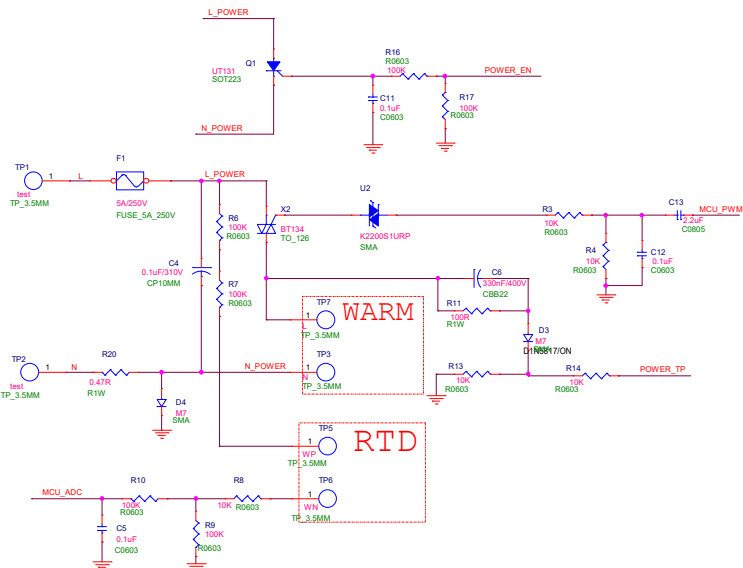 L_POWER
Q1
UT131
SOT223
R16
R0603
100K
POWER_EN
C11
0.1uF
C0603
R17
100K
R0603
N_POWER
TP1
1
L
test
TP_3.5MM
F1
5A/250V
FUSE_5A_250V
L_POWER
X2
BT134
TO_126
U2
K2200S1URP
SMA
R3
10K
R0603
C13
2.2uF
C0805
MCU_PWM
R4
10K
R0603
C12
0.1uF
C0603
R6
100K
R0603
C4
0.1uF/310V
CP10MM
R7
100K
R0603
C6
330nF/400V
CBB22
R11
100R
R1W
TP7
1
L
TP_3.5MM
WARM
D3
M7
TP2
1
N
test
TP_3.5MM
R20
0.47R
R1W
N_POWER
TP3
1
N
TP_3.5MM
R13
10K
R0603
R14
10K
R0603
POWER_TP
D4
M7
SMA
TP5
1
WP
TP_3.5MM
RTD
MCU_ADC
R10
100K
R0603
R8
10K
R0603
TP6
1
WN
TP_3.5MM
C5
0.1uF
C0603
R9
100K
R0603